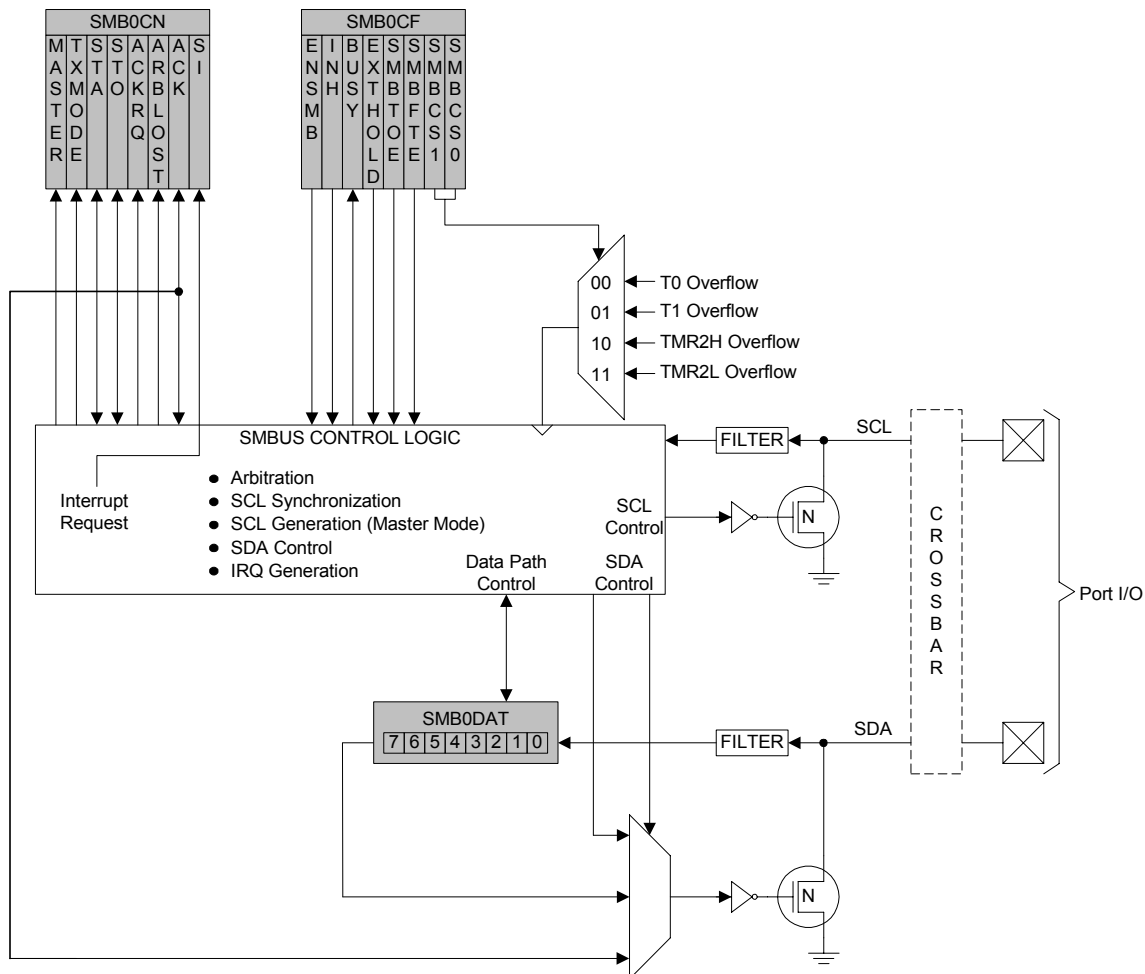 SMB0CN
MASTER
TXMODE
STA
STO
ACKRQ
ARBLOST
ACK
SI
SMB0CF
ENSMB
INH
BUSY
EXTHOLD
SMBTOE
SMBFTE
SMBCS1
SMBCS0
00
01
10
11
T0 Overflow
T1 Overflow
TMR2H Overflow
TMR2L Overflow
SMBUS CONTROL LOGIC
Interrupt
Request
● Arbitration
● SCL Synchronization
● SCL Generation (Master Mode)
● SDA Control
● IRQ Generation
Data Path
Control
SCL
Control
SDA
Control
FILTER
SCL
N
CROSSBAR
Port I/O
SMB0DAT
7 6 5 4 3 2 1 0
FILTER
SDA
N